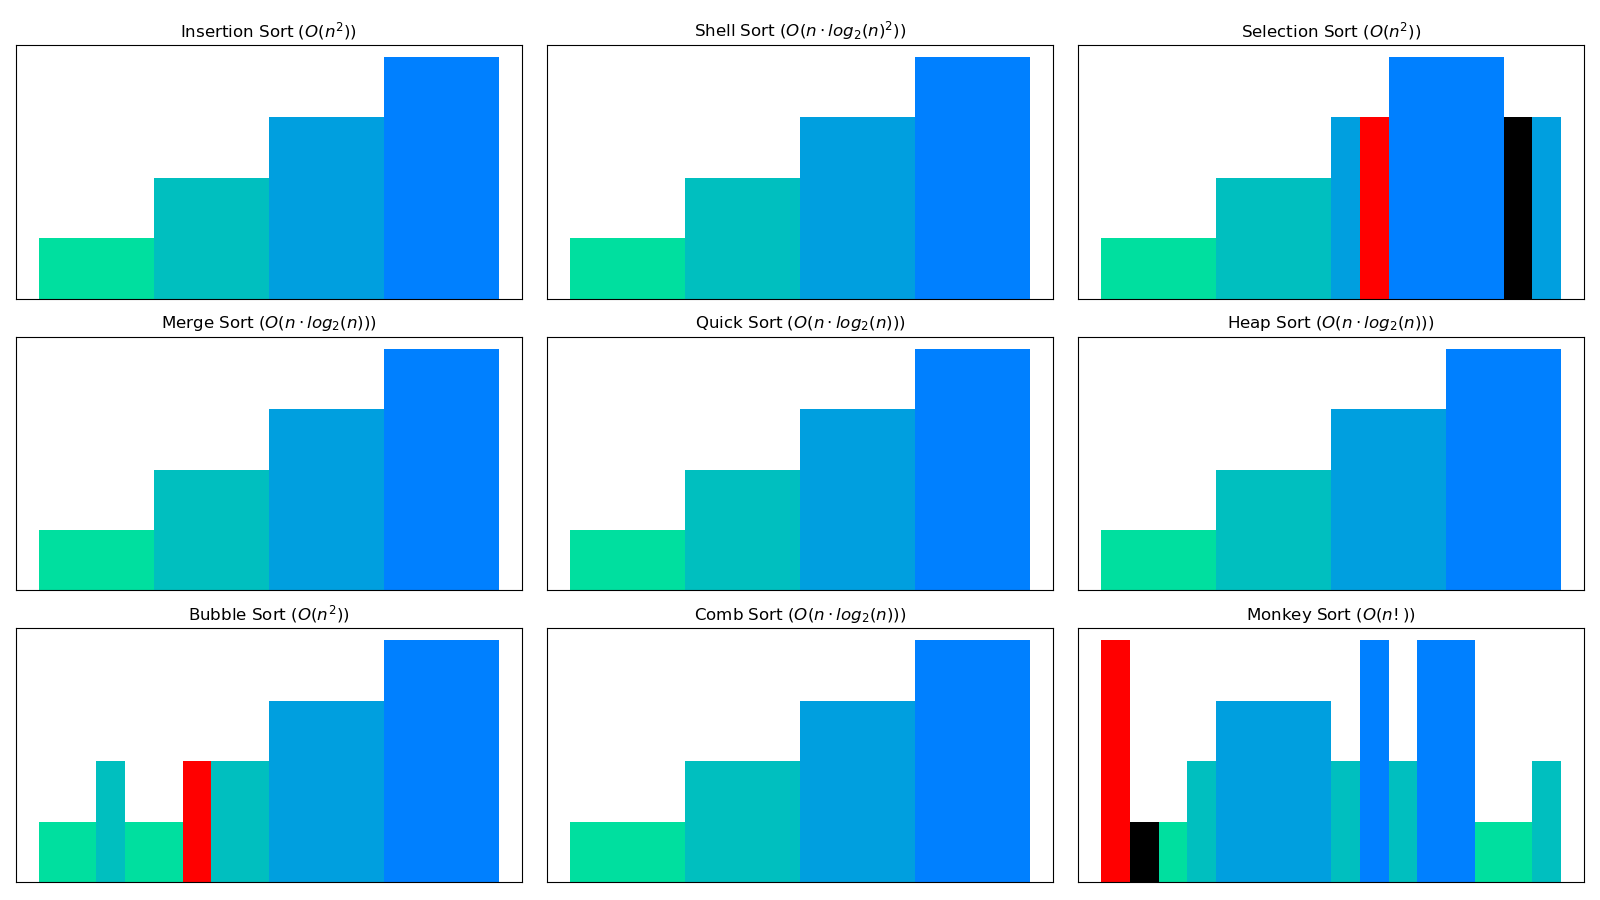 Insertion Sort (O(n²))
Shell Sort (O(n · log₂(n)²))
Selection Sort (O(n²))
Merge Sort (O(n · log₂(n)))
Quick Sort (O(n · log₂(n)))
Heap Sort (O(n · log₂(n)))
Bubble Sort (O(n²))
Comb Sort (O(n · log₂(n)))
Monkey Sort (O(n!))